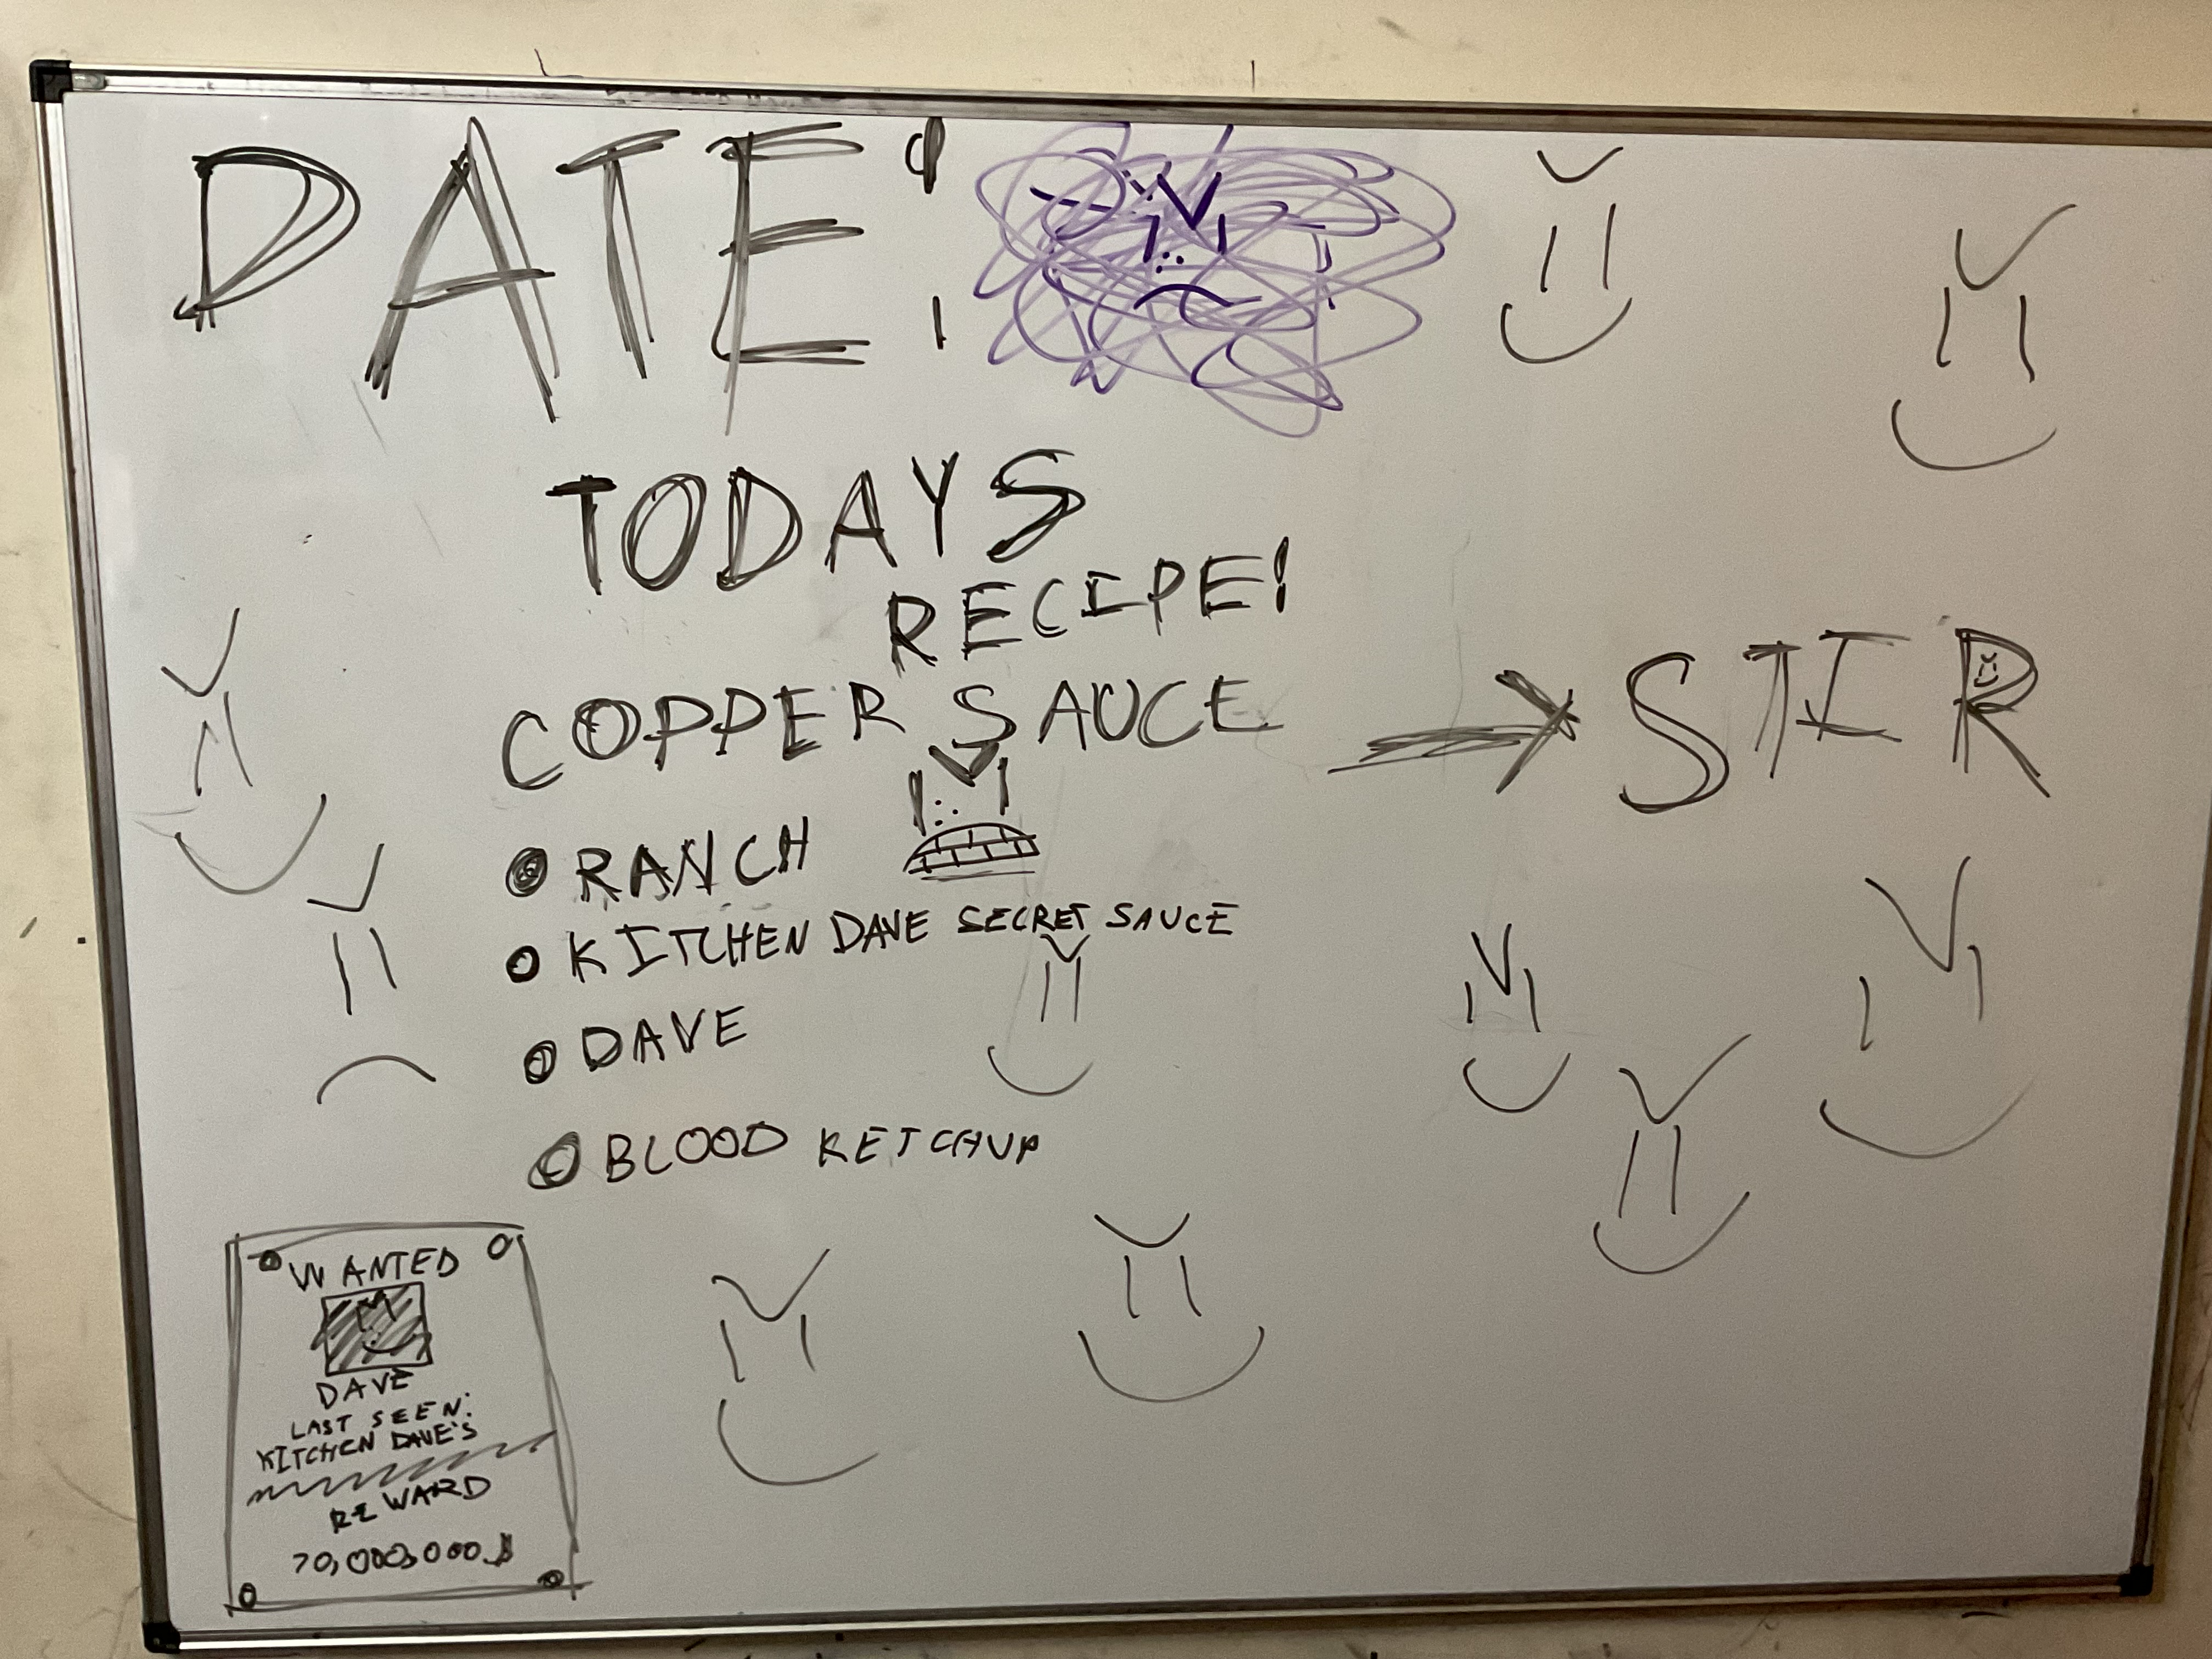 DATE:
TODAYS
RECIPE!
COPPER SAUCE → STIR
RANCH
KITCHEN DAVE SECRET SAUCE
DAVE
BLOOD KETCHUP
WANTED
DAVE
LAST SEEN:
KITCHEN DAVE'S
REWARD
70,000,000$